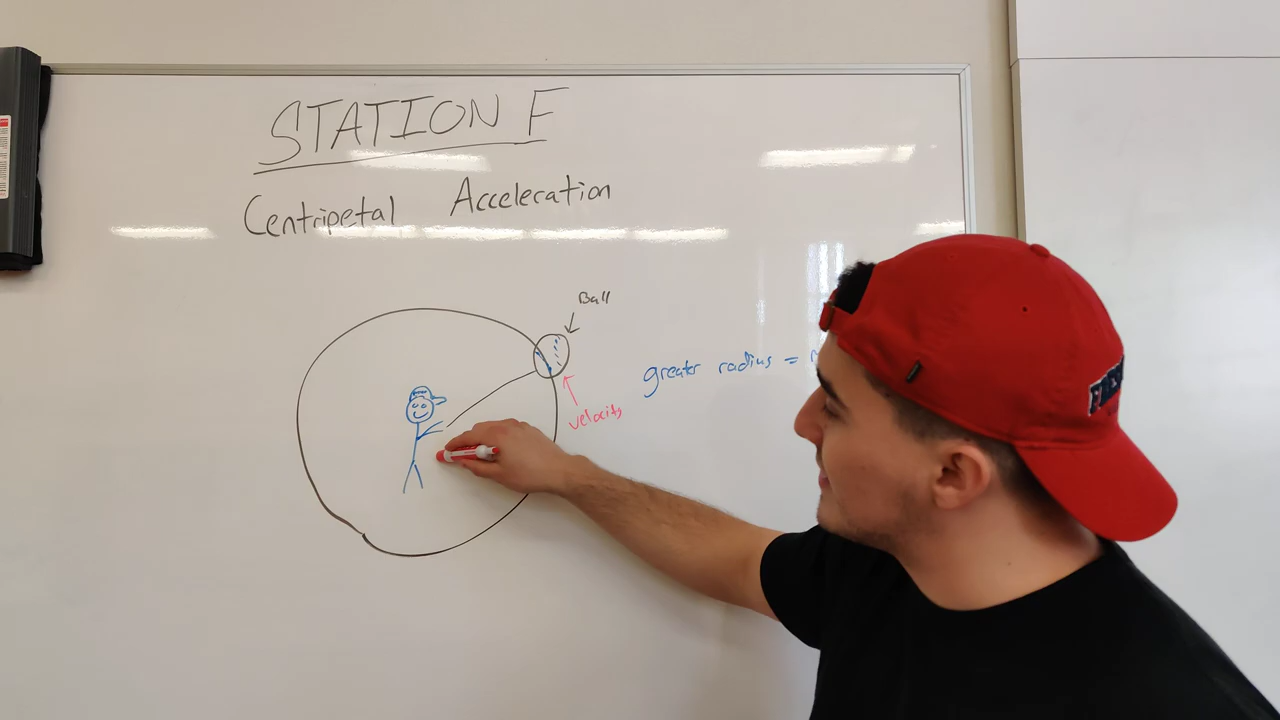 STATION F
Centripetal Acceleration
Ball
greater radius =
velocity